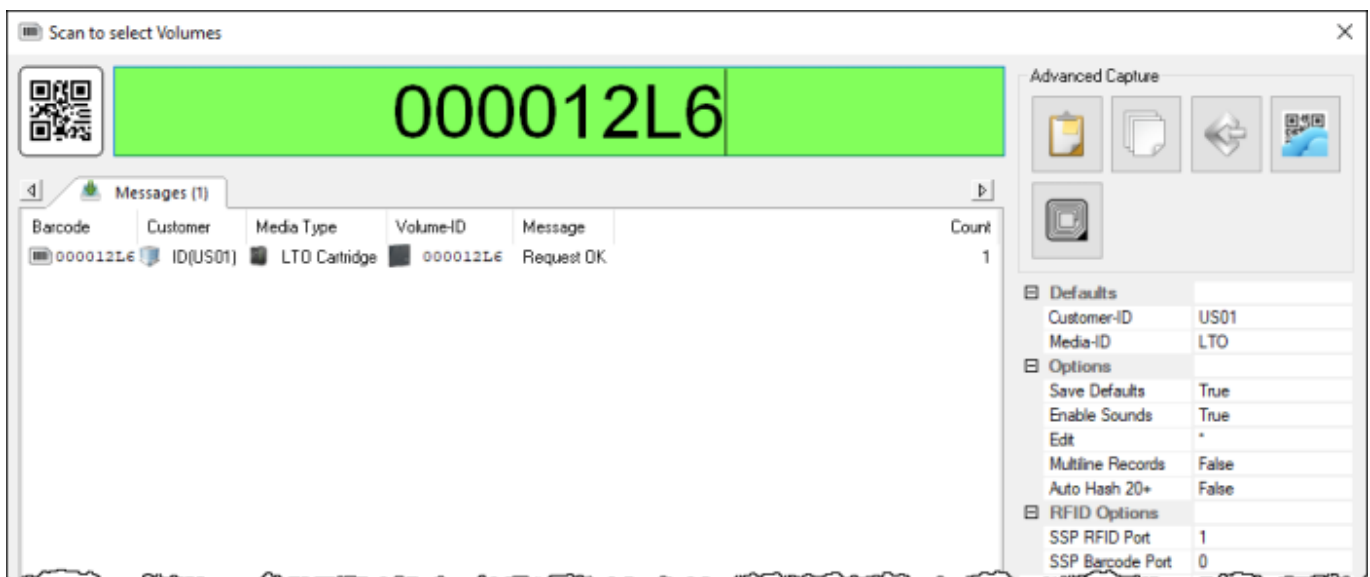 Scan to select Volumes
000012L6
Advanced Capture
Messages (1)
Barcode Customer Media Type Volume-ID Message Count
000012L6 ID(US01) LTO Cartridge 000012L6 Request OK 1
Defaults
Customer-ID US01
Media-ID LTO
Options
Save Defaults True
Enable Sounds True
Edit *
Multiline Records False
Auto Hash 20+ False
RFID Options
SSP RFID Port 1
SSP Barcode Port 0